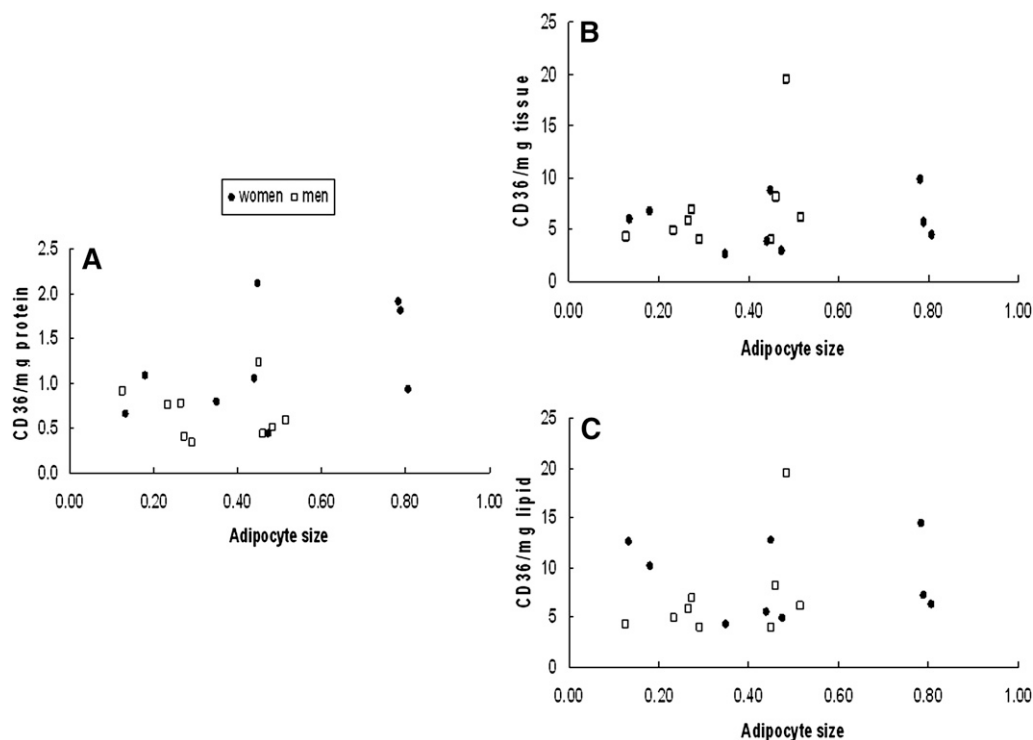 women men
A
CD36/mg protein
2.5
2.0
1.5
1.0
0.5
0.0
0.00 0.20 0.40 0.60 0.80 1.00
Adipocyte size
B
CD36/mg tissue
25
20
15
10
5
0
0.00 0.20 0.40 0.60 0.80 1.00
Adipocyte size
C
CD36/mg lipid
25
20
15
10
5
0
0.00 0.20 0.40 0.60 0.80 1.00
Adipocyte size